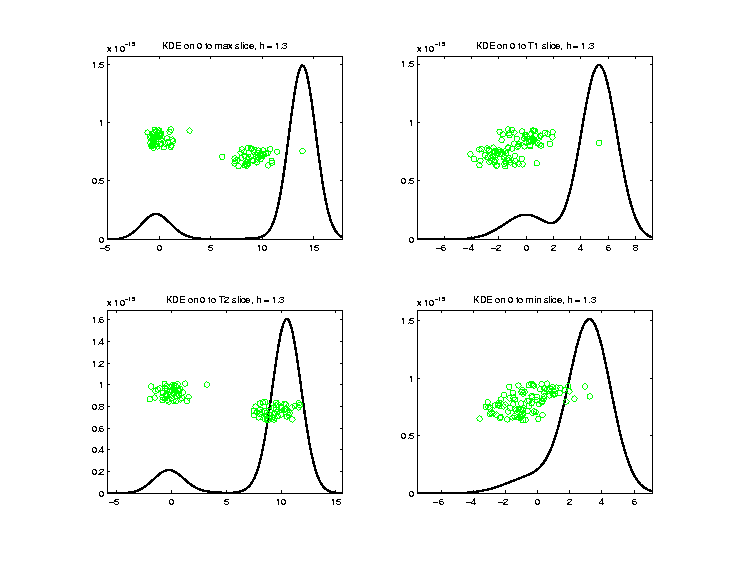 KDE on 0 to max slice, h = 1.3
x 10⁻¹⁵
1.5
1
0.5
0
−5 0 5 10 15
KDE on 0 to T1 slice, h = 1.3
x 10⁻¹⁵
1.5
1
0.5
0
−6 −4 −2 0 2 4 6 8
KDE on 0 to T2 slice, h = 1.3
x 10⁻¹⁵
1.6
1.4
1.2
1
0.8
0.6
0.4
0.2
0
−5 0 5 10 15
KDE on 0 to min slice, h = 1.3
x 10⁻¹⁵
1.5
1
0.5
0
−6 −4 −2 0 2 4 6